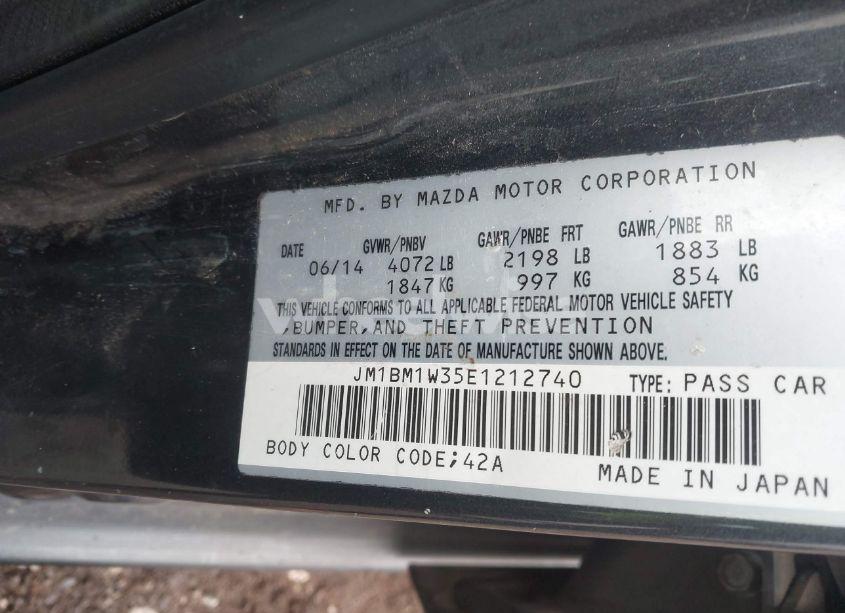 MFD. BY MAZDA MOTOR CORPORATION
DATE GVWR/PNBV GAWR/PNBE FRT GAWR/PNBE RR
06/14 4072 LB 2198 LB 1883 LB
1847 KG 997 KG 854 KG
THIS VEHICLE CONFORMS TO ALL APPLICABLE FEDERAL MOTOR VEHICLE SAFETY
,BUMPER,AND THEFT PREVENTION
STANDARDS IN EFFECT ON THE DATE OF MANUFACTURE SHOWN ABOVE.
JM1BM1W35E1212740 TYPE: PASS CAR
BODY COLOR CODE;42A
MADE IN JAPAN